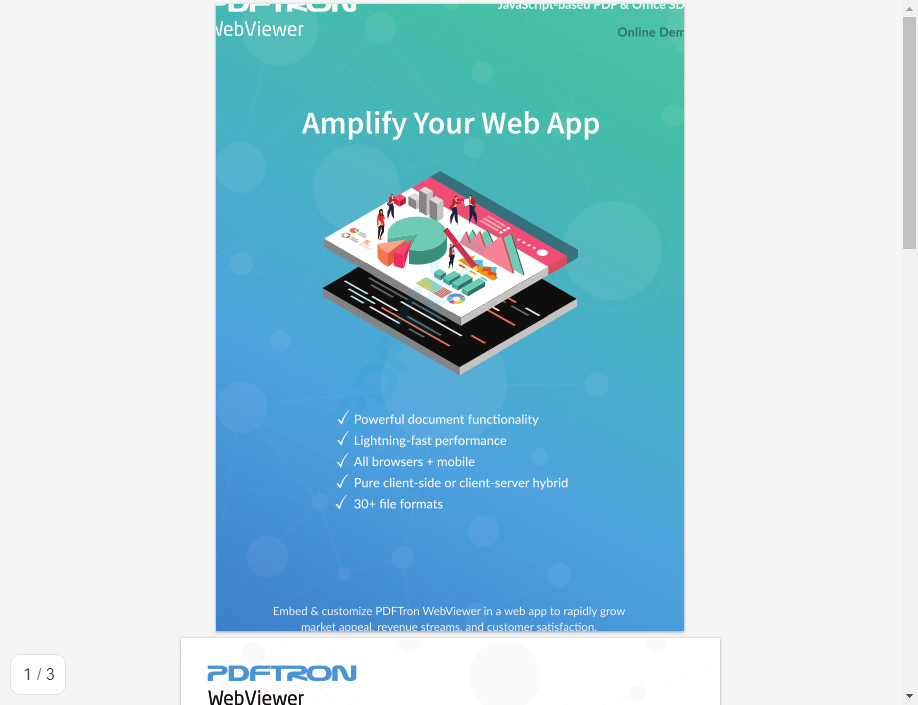 PDFTRON
JavaScript-based PDF & Office SD
WebViewer
Online Dem
Amplify Your Web App
Powerful document functionality
Lightning-fast performance
All browsers + mobile
Pure client-side or client-server hybrid
30+ file formats
Embed & customize PDFTron WebViewer in a web app to rapidly grow
market appeal, revenue streams, and customer satisfaction.
1 / 3
PDFTRON
WebViewer